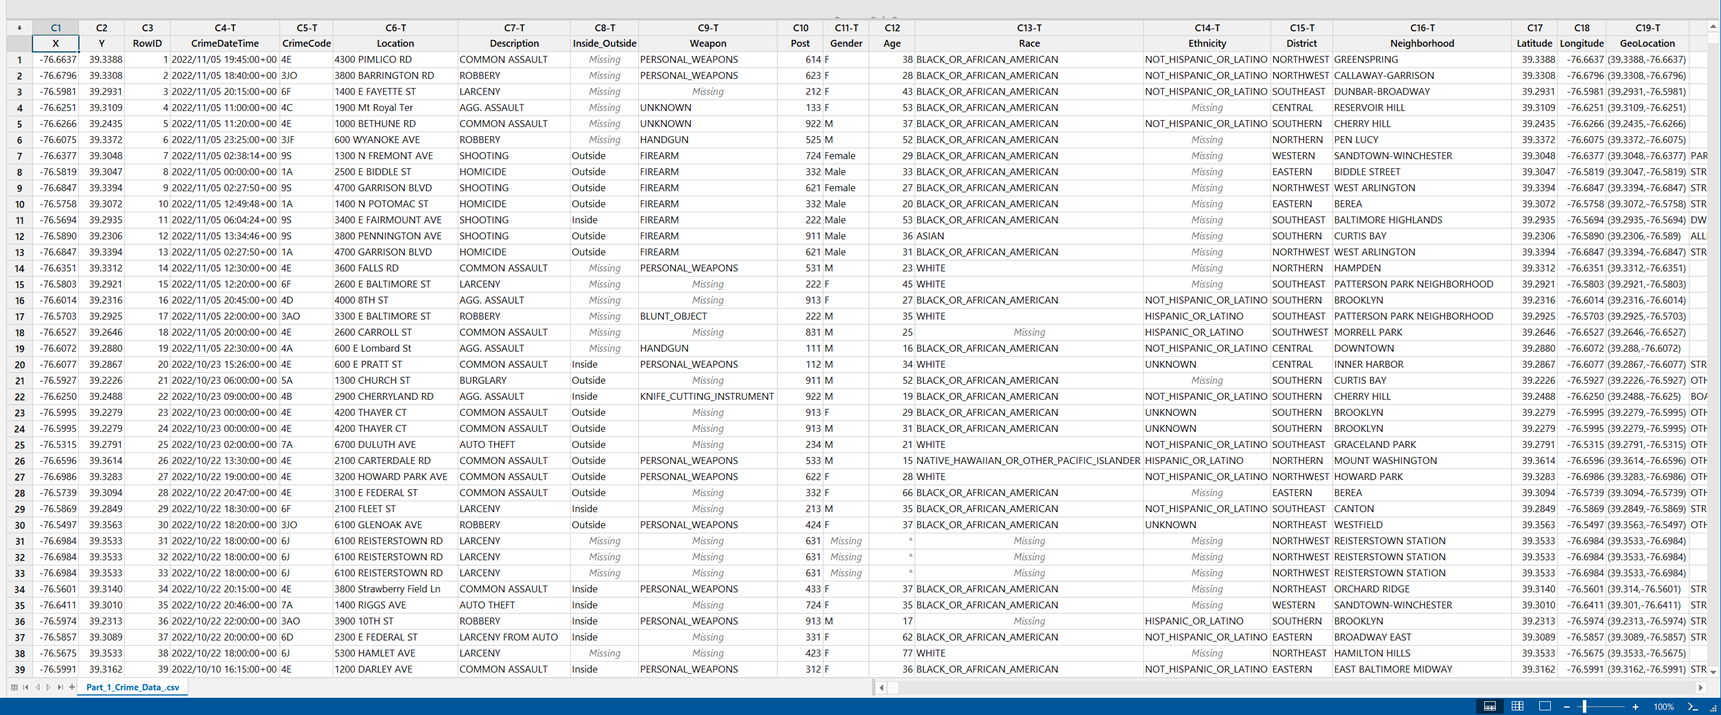 C1 C2 C3 C4-T C5-T C6-T C7-T C8-T C9-T C10 C11-T C12 C13-T C14-T C15-T C16-T C17 C18 C19-T
X Y RowID CrimeDateTime CrimeCode Location Description Inside_Outside Weapon Post Gender Age Race Ethnicity District Neighborhood Latitude Longitude GeoLocation
1 -76.6637 39.3388 1 2022/11/05 19:45:00+00 4E 4300 PIMLICO RD COMMON ASSAULT Missing PERSONAL_WEAPONS 614 F 38 BLACK_OR_AFRICAN_AMERICAN NOT_HISPANIC_OR_LATINO NORTHWEST GREENSPRING 39.3388 -76.6637 (39.3388,-76.6637)
2 -76.6796 39.3308 2 2022/11/05 18:40:00+00 3JO 3800 BARRINGTON RD ROBBERY Missing PERSONAL_WEAPONS 623 F 28 BLACK_OR_AFRICAN_AMERICAN NOT_HISPANIC_OR_LATINO NORTHWEST CALLAWAY-GARRISON 39.3308 -76.6796 (39.3308,-76.6796)
3 -76.5981 39.2931 3 2022/11/05 20:15:00+00 6F 1400 E FAYETTE ST LARCENY Missing Missing 212 F 43 BLACK_OR_AFRICAN_AMERICAN NOT_HISPANIC_OR_LATINO SOUTHEAST DUNBAR-BROADWAY 39.2931 -76.5981 (39.2931,-76.5981)
4 -76.6251 39.3109 4 2022/11/05 11:00:00+00 4C 1900 Mt Royal Ter AGG. ASSAULT Missing UNKNOWN 133 F 53 BLACK_OR_AFRICAN_AMERICAN Missing CENTRAL RESERVOIR HILL 39.3109 -76.6251 (39.3109,-76.6251)
5 -76.6266 39.2435 5 2022/11/05 11:20:00+00 4E 1000 BETHUNE RD COMMON ASSAULT Missing UNKNOWN 922 M 37 BLACK_OR_AFRICAN_AMERICAN NOT_HISPANIC_OR_LATINO SOUTHERN CHERRY HILL 39.2435 -76.6266 (39.2435,-76.6266)
6 -76.6075 39.3372 6 2022/11/05 23:25:00+00 3JF 600 WYANOKE AVE ROBBERY Missing HANDGUN 525 M 52 BLACK_OR_AFRICAN_AMERICAN Missing NORTHERN PEN LUCY 39.3372 -76.6075 (39.3372,-76.6075)
7 -76.6377 39.3048 7 2022/11/05 02:38:14+00 9S 1300 N FREMONT AVE SHOOTING Outside FIREARM 724 Female 29 BLACK_OR_AFRICAN_AMERICAN Missing WESTERN SANDTOWN-WINCHESTER 39.3048 -76.6377 (39.3048,-76.6377) PAR
8 -76.5819 39.3047 8 2022/11/05 00:00:00+00 1A 2500 E BIDDLE ST HOMICIDE Outside FIREARM 332 Male 33 BLACK_OR_AFRICAN_AMERICAN Missing EASTERN BIDDLE STREET 39.3047 -76.5819 (39.3047,-76.5819) STR
9 -76.6847 39.3394 9 2022/11/05 02:27:50+00 9S 4700 GARRISON BLVD SHOOTING Outside FIREARM 621 Female 27 BLACK_OR_AFRICAN_AMERICAN Missing NORTHWEST WEST ARLINGTON 39.3394 -76.6847 (39.3394,-76.6847) STR
10 -76.5758 39.3072 10 2022/11/05 12:49:48+00 1A 1400 N POTOMAC ST HOMICIDE Outside FIREARM 332 Male 20 BLACK_OR_AFRICAN_AMERICAN Missing EASTERN BEREA 39.3072 -76.5758 (39.3072,-76.5758) STR
11 -76.5694 39.2935 11 2022/11/05 06:04:24+00 9S 3400 E FAIRMOUNT AVE SHOOTING Inside FIREARM 222 Male 53 BLACK_OR_AFRICAN_AMERICAN Missing SOUTHEAST BALTIMORE HIGHLANDS 39.2935 -76.5694 (39.2935,-76.5694) DW
12 -76.5890 39.2306 12 2022/11/05 13:34:46+00 9S 3800 PENNINGTON AVE SHOOTING Outside FIREARM 911 Male 36 ASIAN Missing SOUTHERN CURTIS BAY 39.2306 -76.5890 (39.2306,-76.589) ALL
13 -76.6847 39.3394 13 2022/11/05 02:27:50+00 1A 4700 GARRISON BLVD HOMICIDE Outside FIREARM 621 Male 31 BLACK_OR_AFRICAN_AMERICAN Missing NORTHWEST WEST ARLINGTON 39.3394 -76.6847 (39.3394,-76.6847) STR
14 -76.6351 39.3312 14 2022/11/05 12:30:00+00 4E 3600 FALLS RD COMMON ASSAULT Missing PERSONAL_WEAPONS 531 M 23 WHITE Missing NORTHERN HAMPDEN 39.3312 -76.6351 (39.3312,-76.6351)
15 -76.5803 39.2921 15 2022/11/05 12:20:00+00 6F 2600 E BALTIMORE ST LARCENY Missing Missing 222 F 45 WHITE Missing SOUTHEAST PATTERSON PARK NEIGHBORHOOD 39.2921 -76.5803 (39.2921,-76.5803)
16 -76.6014 39.2316 16 2022/11/05 20:45:00+00 4D 4000 8TH ST AGG. ASSAULT Missing Missing 913 F 27 BLACK_OR_AFRICAN_AMERICAN NOT_HISPANIC_OR_LATINO SOUTHERN BROOKLYN 39.2316 -76.6014 (39.2316,-76.6014)
17 -76.5703 39.2925 17 2022/11/05 22:00:00+00 3AO 3300 E BALTIMORE ST ROBBERY Missing BLUNT_OBJECT 222 M 35 WHITE HISPANIC_OR_LATINO SOUTHEAST PATTERSON PARK NEIGHBORHOOD 39.2925 -76.5703 (39.2925,-76.5703)
18 -76.6527 39.2646 18 2022/11/05 20:00:00+00 4E 2600 CARROLL ST COMMON ASSAULT Missing Missing 831 M 25 Missing HISPANIC_OR_LATINO SOUTHWEST MORRELL PARK 39.2646 -76.6527 (39.2646,-76.6527)
19 -76.6072 39.2880 19 2022/11/05 22:30:00+00 4A 600 E Lombard St AGG. ASSAULT Missing HANDGUN 111 M 16 BLACK_OR_AFRICAN_AMERICAN NOT_HISPANIC_OR_LATINO CENTRAL DOWNTOWN 39.2880 -76.6072 (39.288,-76.6072)
20 -76.6077 39.2867 20 2022/10/23 15:26:00+00 4E 600 E PRATT ST COMMON ASSAULT Inside PERSONAL_WEAPONS 112 M 34 WHITE UNKNOWN CENTRAL INNER HARBOR 39.2867 -76.6077 (39.2867,-76.6077) STR
21 -76.5927 39.2226 21 2022/10/23 06:00:00+00 5A 1300 CHURCH ST BURGLARY Outside Missing 911 M 52 BLACK_OR_AFRICAN_AMERICAN Missing SOUTHERN CURTIS BAY 39.2226 -76.5927 (39.2226,-76.5927) OTH
22 -76.6250 39.2488 22 2022/10/23 09:00:00+00 4B 2900 CHERRYLAND RD AGG. ASSAULT Inside KNIFE_CUTTING_INSTRUMENT 922 M 19 BLACK_OR_AFRICAN_AMERICAN NOT_HISPANIC_OR_LATINO SOUTHERN CHERRY HILL 39.2488 -76.6250 (39.2488,-76.625) BOA
23 -76.5995 39.2279 23 2022/10/23 00:00:00+00 4E 4200 THAYER CT COMMON ASSAULT Outside Missing 913 F 29 BLACK_OR_AFRICAN_AMERICAN UNKNOWN SOUTHERN BROOKLYN 39.2279 -76.5995 (39.2279,-76.5995) OTH
24 -76.5995 39.2279 24 2022/10/23 00:00:00+00 4E 4200 THAYER CT COMMON ASSAULT Outside Missing 913 M 31 BLACK_OR_AFRICAN_AMERICAN UNKNOWN SOUTHERN BROOKLYN 39.2279 -76.5995 (39.2279,-76.5995) OTH
25 -76.5315 39.2791 25 2022/10/23 02:00:00+00 7A 6700 DULUTH AVE AUTO THEFT Outside Missing 234 M 21 WHITE NOT_HISPANIC_OR_LATINO SOUTHEAST GRACELAND PARK 39.2791 -76.5315 (39.2791,-76.5315) OTH
26 -76.6596 39.3614 26 2022/10/22 13:30:00+00 4E 2100 CARTERDALE RD COMMON ASSAULT Outside PERSONAL_WEAPONS 533 M 15 NATIVE_HAWAIIAN_OR_OTHER_PACIFIC_ISLANDER HISPANIC_OR_LATINO NORTHERN MOUNT WASHINGTON 39.3614 -76.6596 (39.3614,-76.6596) OTH
27 -76.6986 39.3283 27 2022/10/22 19:00:00+00 4E 3200 HOWARD PARK AVE COMMON ASSAULT Outside PERSONAL_WEAPONS 622 F 28 WHITE NOT_HISPANIC_OR_LATINO NORTHWEST HOWARD PARK 39.3283 -76.6986 (39.3283,-76.6986) OTH
28 -76.5739 39.3094 28 2022/10/22 20:47:00+00 4E 3100 E FEDERAL ST COMMON ASSAULT Outside Missing 332 F 66 BLACK_OR_AFRICAN_AMERICAN Missing EASTERN BEREA 39.3094 -76.5739 (39.3094,-76.5739) OTH
29 -76.5869 39.2849 29 2022/10/22 18:30:00+00 6F 2100 FLEET ST LARCENY Inside Missing 213 M 35 BLACK_OR_AFRICAN_AMERICAN NOT_HISPANIC_OR_LATINO SOUTHEAST CANTON 39.2849 -76.5869 (39.2849,-76.5869) STR
30 -76.5497 39.3563 30 2022/10/22 18:20:00+00 3JO 6100 GLENOAK AVE ROBBERY Outside PERSONAL_WEAPONS 424 F 37 BLACK_OR_AFRICAN_AMERICAN UNKNOWN NORTHEAST WESTFIELD 39.3563 -76.5497 (39.3563,-76.5497) OTH
31 -76.6984 39.3533 31 2022/10/22 18:00:00+00 6J 6100 REISTERSTOWN RD LARCENY Missing Missing 631 Missing * Missing Missing NORTHWEST REISTERSTOWN STATION 39.3533 -76.6984 (39.3533,-76.6984)
32 -76.6984 39.3533 32 2022/10/22 18:00:00+00 6J 6100 REISTERSTOWN RD LARCENY Missing Missing 631 Missing * Missing Missing NORTHWEST REISTERSTOWN STATION 39.3533 -76.6984 (39.3533,-76.6984)
33 -76.6984 39.3533 33 2022/10/22 18:00:00+00 6J 6100 REISTERSTOWN RD LARCENY Missing Missing 631 Missing * Missing Missing NORTHWEST REISTERSTOWN STATION 39.3533 -76.6984 (39.3533,-76.6984)
34 -76.5601 39.3140 34 2022/10/22 20:15:00+00 4E 3800 Strawberry Field Ln COMMON ASSAULT Inside PERSONAL_WEAPONS 433 F 37 BLACK_OR_AFRICAN_AMERICAN Missing NORTHEAST ORCHARD RIDGE 39.3140 -76.5601 (39.314,-76.5601) STR
35 -76.6411 39.3010 35 2022/10/22 20:46:00+00 7A 1400 RIGGS AVE AUTO THEFT Inside Missing 724 F 35 BLACK_OR_AFRICAN_AMERICAN Missing WESTERN SANDTOWN-WINCHESTER 39.3010 -76.6411 (39.301,-76.6411) STR
36 -76.5974 39.2313 36 2022/10/22 22:00:00+00 3AO 3900 10TH ST ROBBERY Inside PERSONAL_WEAPONS 913 M 17 Missing HISPANIC_OR_LATINO SOUTHERN BROOKLYN 39.2313 -76.5974 (39.2313,-76.5974) STR
37 -76.5857 39.3089 37 2022/10/22 20:00:00+00 6D 2300 E FEDERAL ST LARCENY FROM AUTO Inside Missing 331 F 62 BLACK_OR_AFRICAN_AMERICAN NOT_HISPANIC_OR_LATINO EASTERN BROADWAY EAST 39.3089 -76.5857 (39.3089,-76.5857) STR
38 -76.5675 39.3533 38 2022/10/22 18:00:00+00 6J 5300 HAMLET AVE LARCENY Missing Missing 423 F 77 WHITE Missing NORTHEAST HAMILTON HILLS 39.3533 -76.5675 (39.3533,-76.5675)
39 -76.5991 39.3162 39 2022/10/10 16:15:00+00 4E 1200 DARLEY AVE COMMON ASSAULT Inside PERSONAL_WEAPONS 312 F 36 BLACK_OR_AFRICAN_AMERICAN NOT_HISPANIC_OR_LATINO EASTERN EAST BALTIMORE MIDWAY 39.3162 -76.5991 (39.3162,-76.5991) STR
Part_1_Crime_Data_.csv
100%